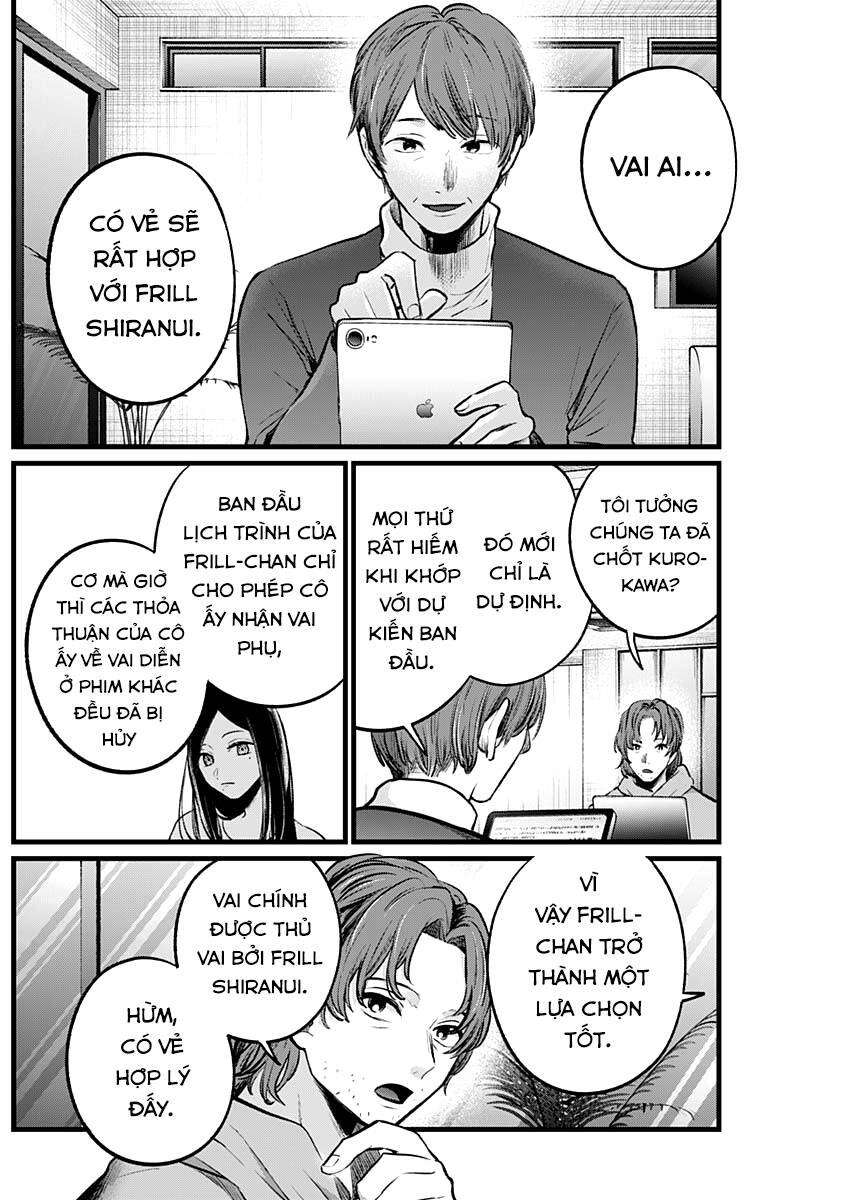 VAI AI...
CÓ VẺ SẼ
RẤT HỢP
VỚI FRILL
SHIRANUI.
TÔI TƯỞNG
CHÚNG TA ĐÃ
CHỐT KURO-
KAWA?
ĐÓ MỚI
CHỈ LÀ
DỰ ĐỊNH.
MỌI THỨ
RẤT HIẾM
KHI KHỚP
VỚI DỰ
KIẾN BAN
ĐẦU.
BAN ĐẦU
LỊCH TRÌNH CỦA
FRILL-CHAN CHỈ
CHO PHÉP CÔ
ẤY NHẬN VAI
PHỤ,
CƠ MÀ GIỜ
THÌ CÁC THỎA
THUẬN CỦA CÔ
ẤY VỀ VAI DIỄN
Ở PHIM KHÁC
ĐỀU ĐÃ BỊ
HỦY
VÌ
VẬY FRILL-
CHAN TRỞ
THÀNH MỘT
LỰA CHỌN
TỐT.
VAI CHÍNH
ĐƯỢC THỦ
VAI BỞI FRILL
SHIRANUI.
HỪM,
CÓ VẺ
HỢP LÝ
ĐẤY.